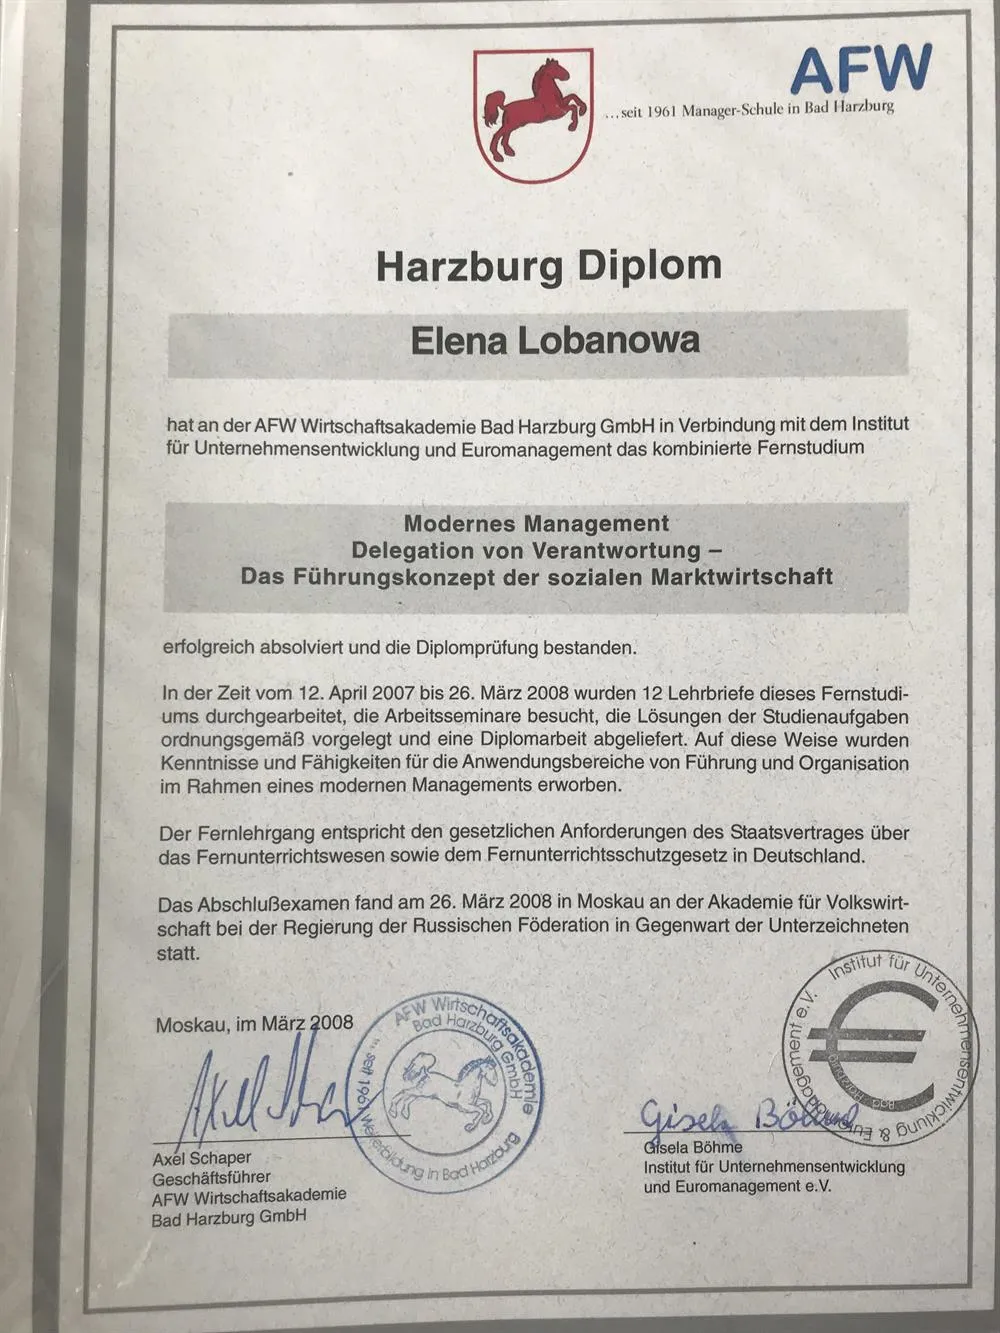 AFW
...seit 1961 Manager-Schule in Bad Harzburg
Harzburg Diplom
Elena Lobanowa
hat an der AFW Wirtschaftsakademie Bad Harzburg GmbH in Verbindung mit dem Institut
für Unternehmensentwicklung und Euromanagement das kombinierte Fernstudium
Modernes Management
Delegation von Verantwortung –
Das Führungskonzept der sozialen Marktwirtschaft
erfolgreich absolviert und die Diplomprüfung bestanden.
In der Zeit vom 12. April 2007 bis 26. März 2008 wurden 12 Lehrbriefe dieses Fernstudi-
ums durchgearbeitet, die Arbeitsseminare besucht, die Lösungen der Studienaufgaben
ordnungsgemäß vorgelegt und eine Diplomarbeit abgeliefert. Auf diese Weise wurden
Kenntnisse und Fähigkeiten für die Anwendungsbereiche von Führung und Organisation
im Rahmen eines modernen Managements erworben.
Der Fernlehrgang entspricht den gesetzlichen Anforderungen des Staatsvertrages über
das Fernunterrichtswesen sowie dem Fernunterrichtsschutzgesetz in Deutschland.
Das Abschlußexamen fand am 26. März 2008 in Moskau an der Akademie für Volkswirt-
schaft bei der Regierung der Russischen Föderation in Gegenwart der Unterzeichneten
statt.
Moskau, im März 2008
AFW Wirtschaftsakademie
Bad Harzburg GmbH
... seit 1961 Weiterbildung in Bad Harzburg
Institut für Unternehmensentwicklung & Euromanagement e.V.
Bad Harzburg
Axel Schaper
Gisela Böhme
Axel Schaper
Geschäftsführer
AFW Wirtschaftsakademie
Bad Harzburg GmbH
Gisela Böhme
Institut für Unternehmensentwicklung
und Euromanagement e.V.